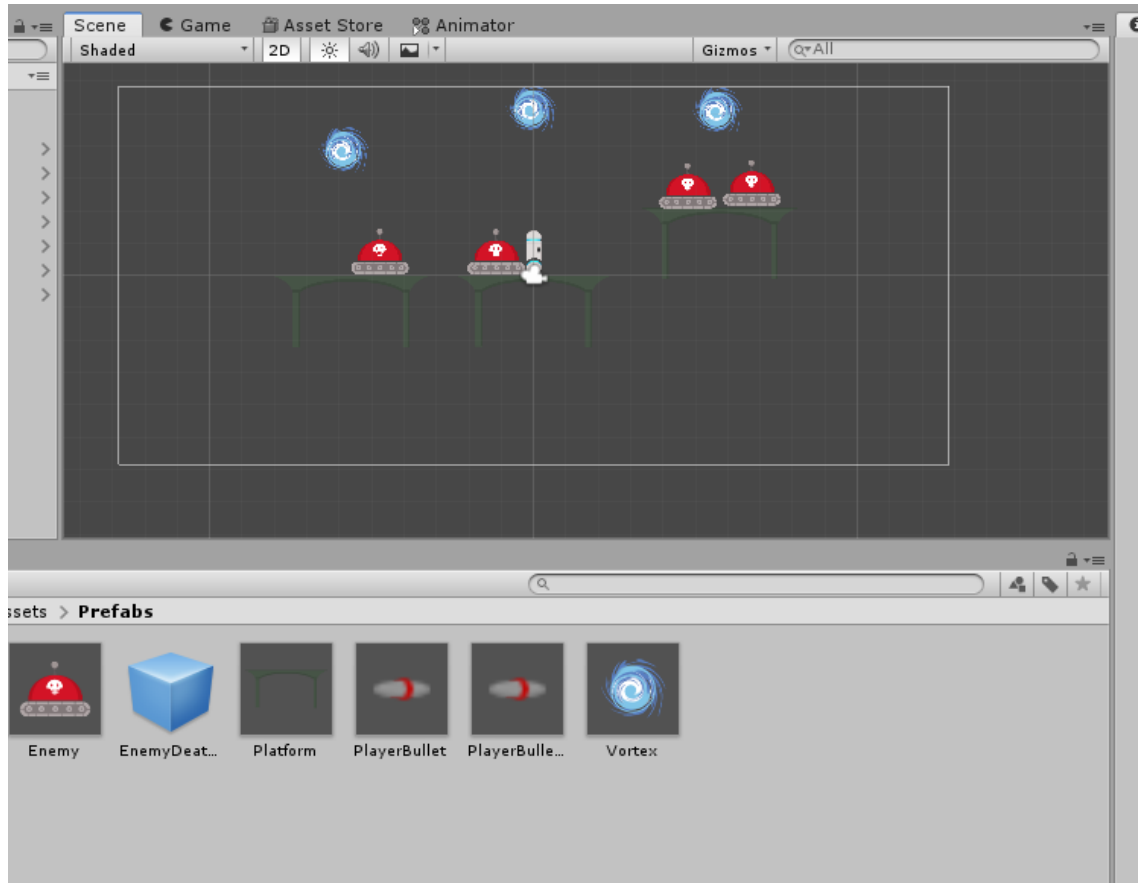 Scene Game Asset Store Animator
Shaded 2D Gizmos All
ssets > Prefabs
Enemy EnemyDeat... Platform PlayerBullet PlayerBulle... Vortex